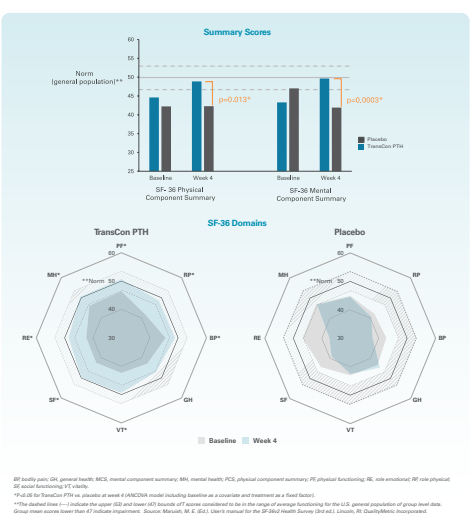 Summary Scores
60
55
50
45
40
35
30
25
Norm
(general population)**
p=0.013*
p=0.0003*
Placebo
TransCon PTH
Baseline
Week 4
Baseline
Week 4
SF- 36 Physical
Component Summary
SF-36 Mental
Component Summary
SF-36 Domains
TransCon PTH
PF*
60
RP*
BP*
GH
VT*
SF*
RE*
MH*
**Norm
50
40
30
Placebo
PF
60
RP
BP
GH
VT
SF
RE
MH
**Norm
50
40
30
Baseline
Week 4
BP, bodily pain; GH, general health; MCS, mental component summary; MH, mental health; PCS, physical component summary; PF, physical functioning; RE, role emotional; RP, role physical;
SF, social functioning; VT, vitality.
*P<0.05 for TransCon PTH vs. placebo at week 4 (ANCOVA model including baseline as a covariate and treatment as a fixed factor).
**The dashed lines (---) indicate the upper (53) and lower (47) bounds of T scores considered to be in the range of average functioning for the U.S. general population of group level data.
Group mean scores lower than 47 indicate impairment. Source: Maruish, M. E. (Ed.). User's manual for the SF-36v2 Health Survey (3rd ed.). Lincoln, RI: QualityMetric Incorporated.